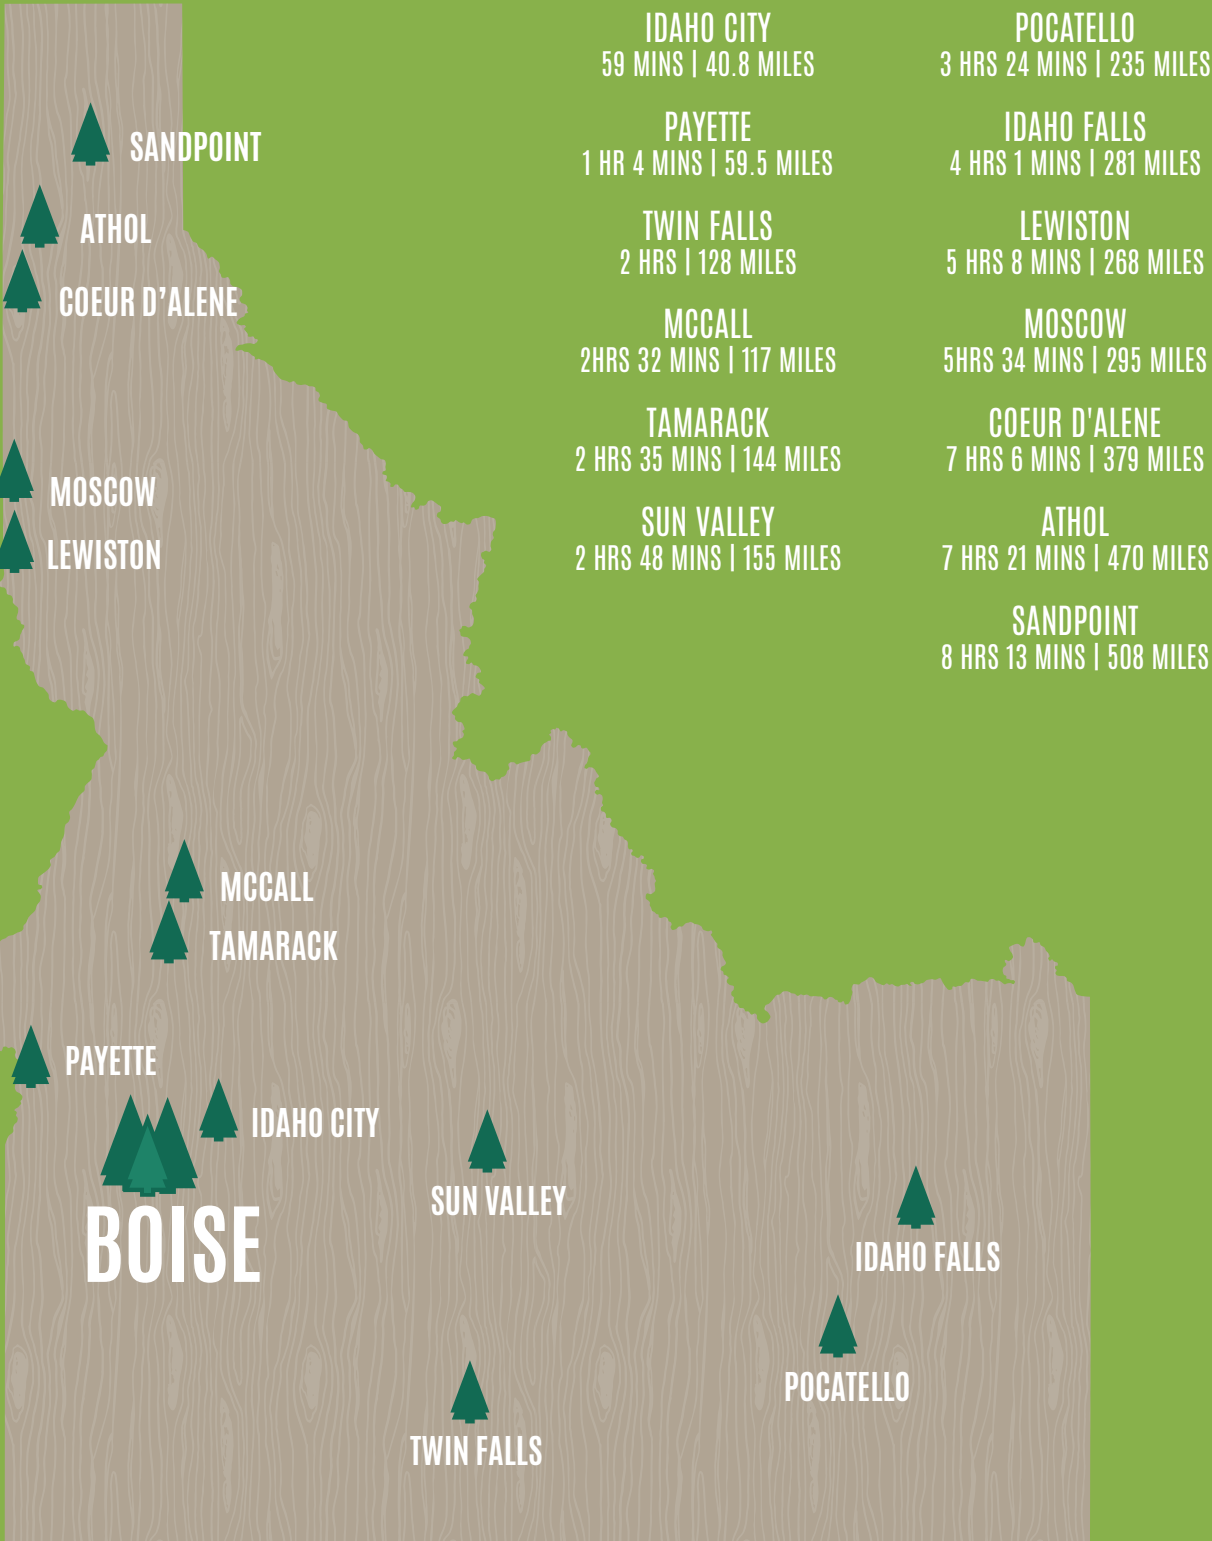 IDAHO CITY
59 MINS | 40.8 MILES
PAYETTE
1 HR 4 MINS | 59.5 MILES
TWIN FALLS
2 HRS | 128 MILES
MCCALL
2HRS 32 MINS | 117 MILES
TAMARACK
2 HRS 35 MINS | 144 MILES
SUN VALLEY
2 HRS 48 MINS | 155 MILES
POCATELLO
3 HRS 24 MINS | 235 MILES
IDAHO FALLS
4 HRS 1 MINS | 281 MILES
LEWISTON
5 HRS 8 MINS | 268 MILES
MOSCOW
5HRS 34 MINS | 295 MILES
COEUR D'ALENE
7 HRS 6 MINS | 379 MILES
ATHOL
7 HRS 21 MINS | 470 MILES
SANDPOINT
8 HRS 13 MINS | 508 MILES
SANDPOINT
ATHOL
COEUR D’ALENE
MOSCOW
LEWISTON
MCCALL
TAMARACK
PAYETTE
IDAHO CITY
BOISE
SUN VALLEY
IDAHO FALLS
POCATELLO
TWIN FALLS